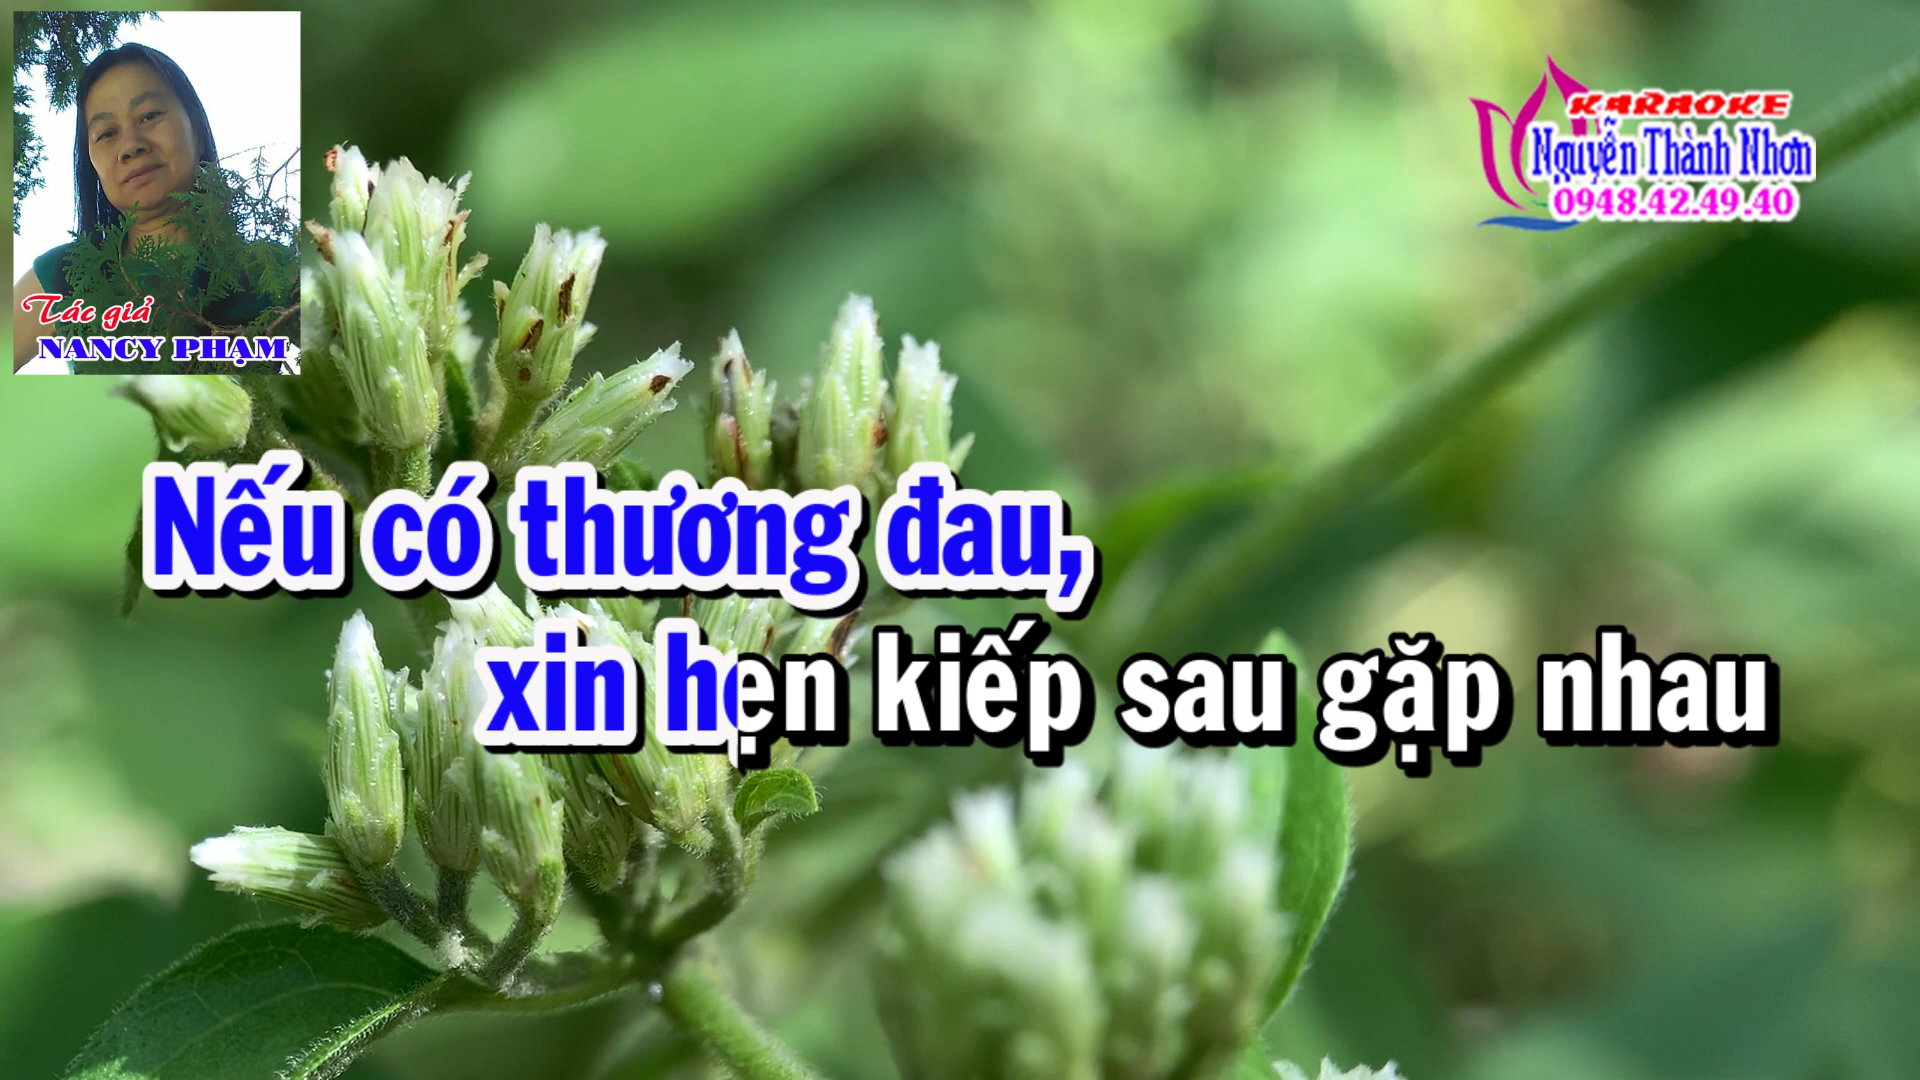 Tác giả
NANCY PHẠM
KARAOKE
Nguyễn Thành Nhơn
0948.42.49.40
Nếu có thương đau,
xin hẹn kiếp sau gặp nhau